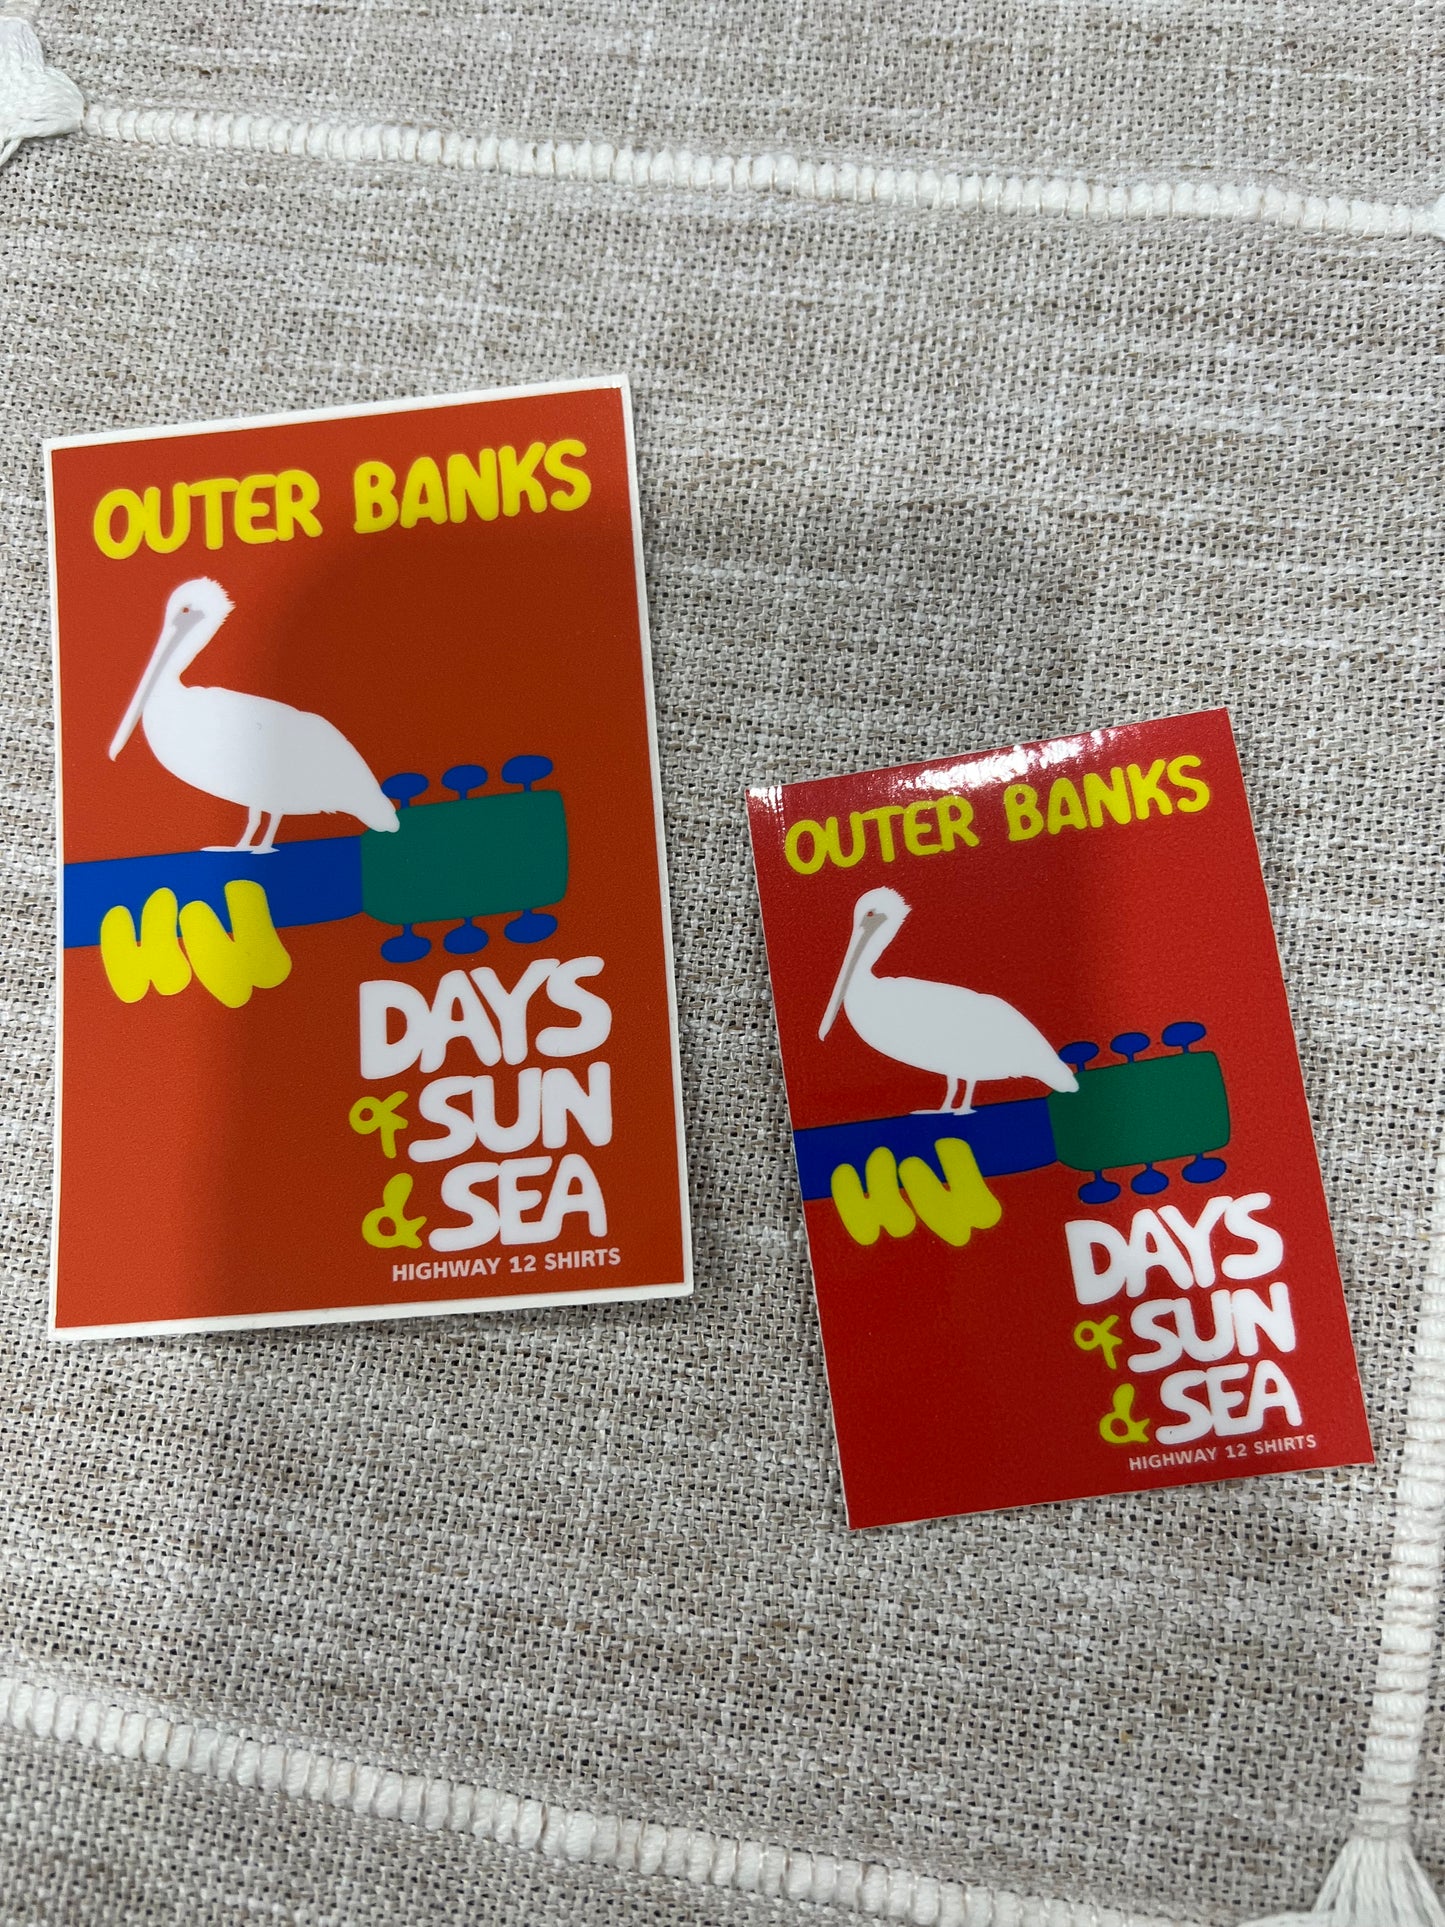 OUTER BANKS
DAYS
OF SUN
& SEA
HIGHWAY 12 SHIRTS
OUTER BANKS
DAYS
OF SUN
& SEA
HIGHWAY 12 SHIRTS